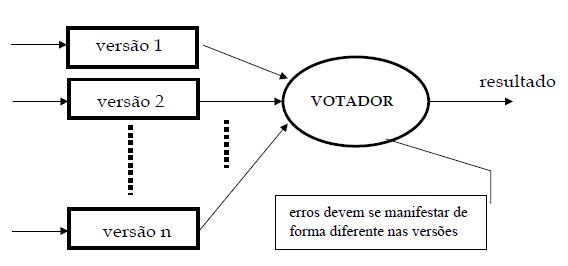 versão 1
versão 2
versão n
VOTADOR
resultado
erros devem se manifestar de
forma diferente nas versões